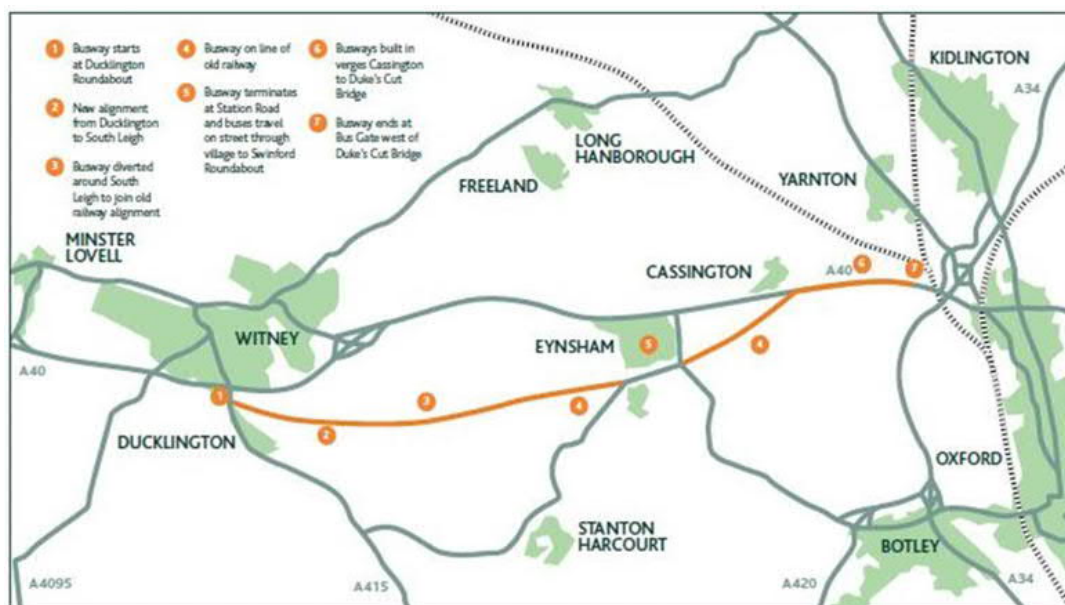 1 Busway starts
at Ducklington
Roundabout
2 New alignment
from Ducklington
to South Leigh
3 Busway diverted
around South
Leigh to join old
railway alignment
4 Busway on line of
old railway
5 Busway terminates
at Station Road
and buses travel
on street through
village to Swinford
Roundabout
6 Busways built in
verges Cassington
to Duke's Cut
Bridge
7 Busway ends at
Bus Gate west of
Duke's Cut Bridge
KIDLINGTON
A34
LONG
HANBOROUGH
FREELAND
YARNTON
MINSTER
LOVELL
CASSINGTON
A40
6
7
WITNEY
EYNSHAM
5
4
A40
1
3
4
2
DUCKLINGTON
OXFORD
STANTON
HARCOURT
BOTLEY
A4095
A415
A420
A34